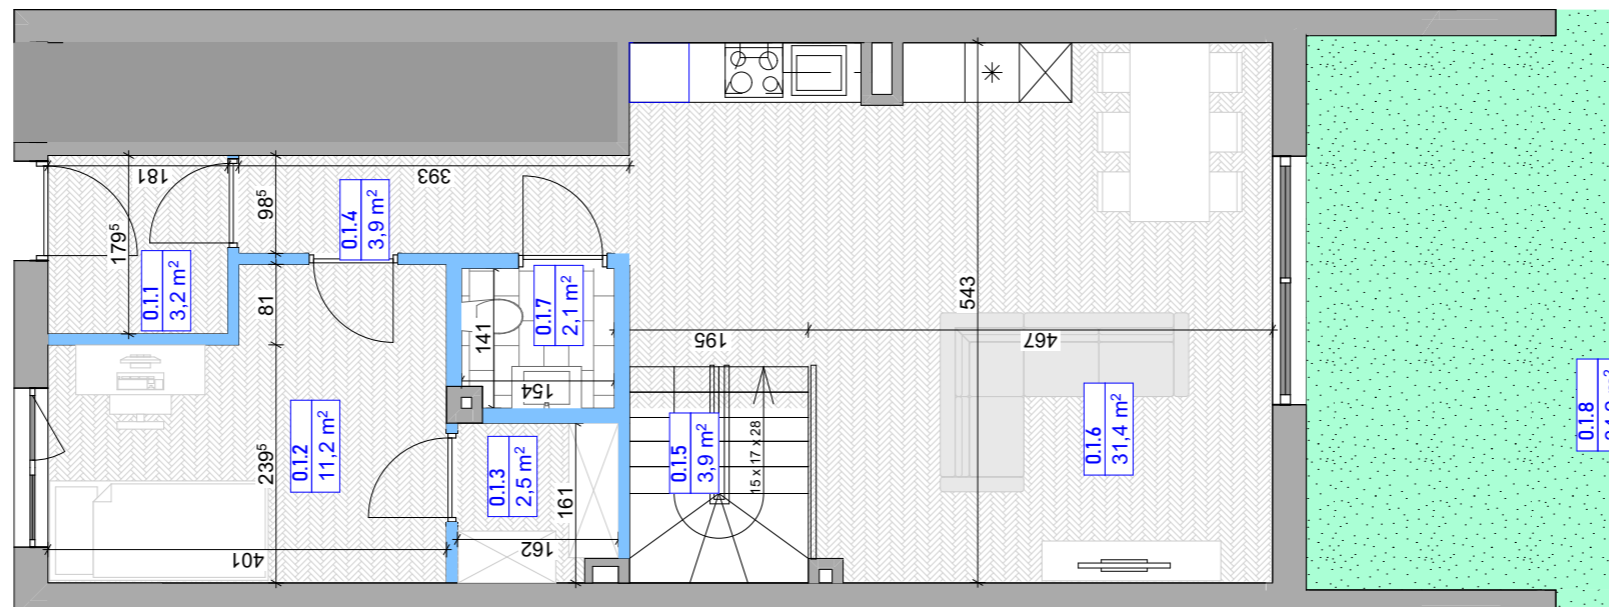 181
393
179⁵
98⁵
0.1.4
3,9 m²
0.1.1
3,2 m²
81
141
0.1.7
2,1 m²
154
543
195
467
0.1.2
11,2 m²
239⁵
0.1.3
2,5 m²
161
162
401
0.1.5
3,9 m²
15 x 17 x 28
0.1.6
31,4 m²
0.1.8